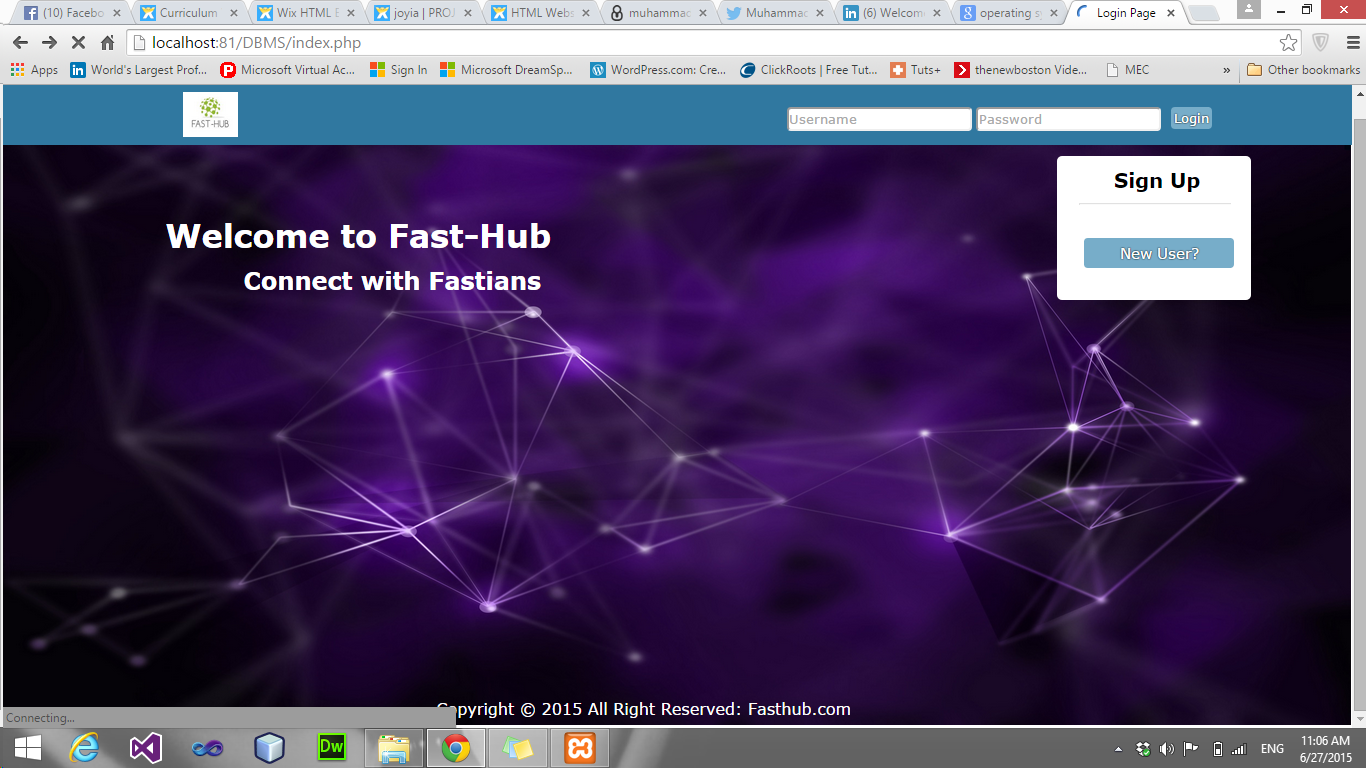 (10) Facebo
Curriculum
Wix HTML E
joyia | PROJ
HTML Webs
muhammac
Muhammac
(6) Welcom
operating sy
Login Page
localhost:81/DBMS/index.php
Apps
World's Largest Prof...
Microsoft Virtual Ac...
Sign In
Microsoft DreamSp...
WordPress.com: Cre...
ClickRoots | Free Tut...
Tuts+
thenewboston Vide...
MEC
»
Other bookmarks
FAST-HUB
Username
Password
Login
Sign Up
New User?
Welcome to Fast-Hub
Connect with Fastians
Copyright © 2015 All Right Reserved: Fasthub.com
Connecting...
Dw
ENG
11:06 AM
6/27/2015